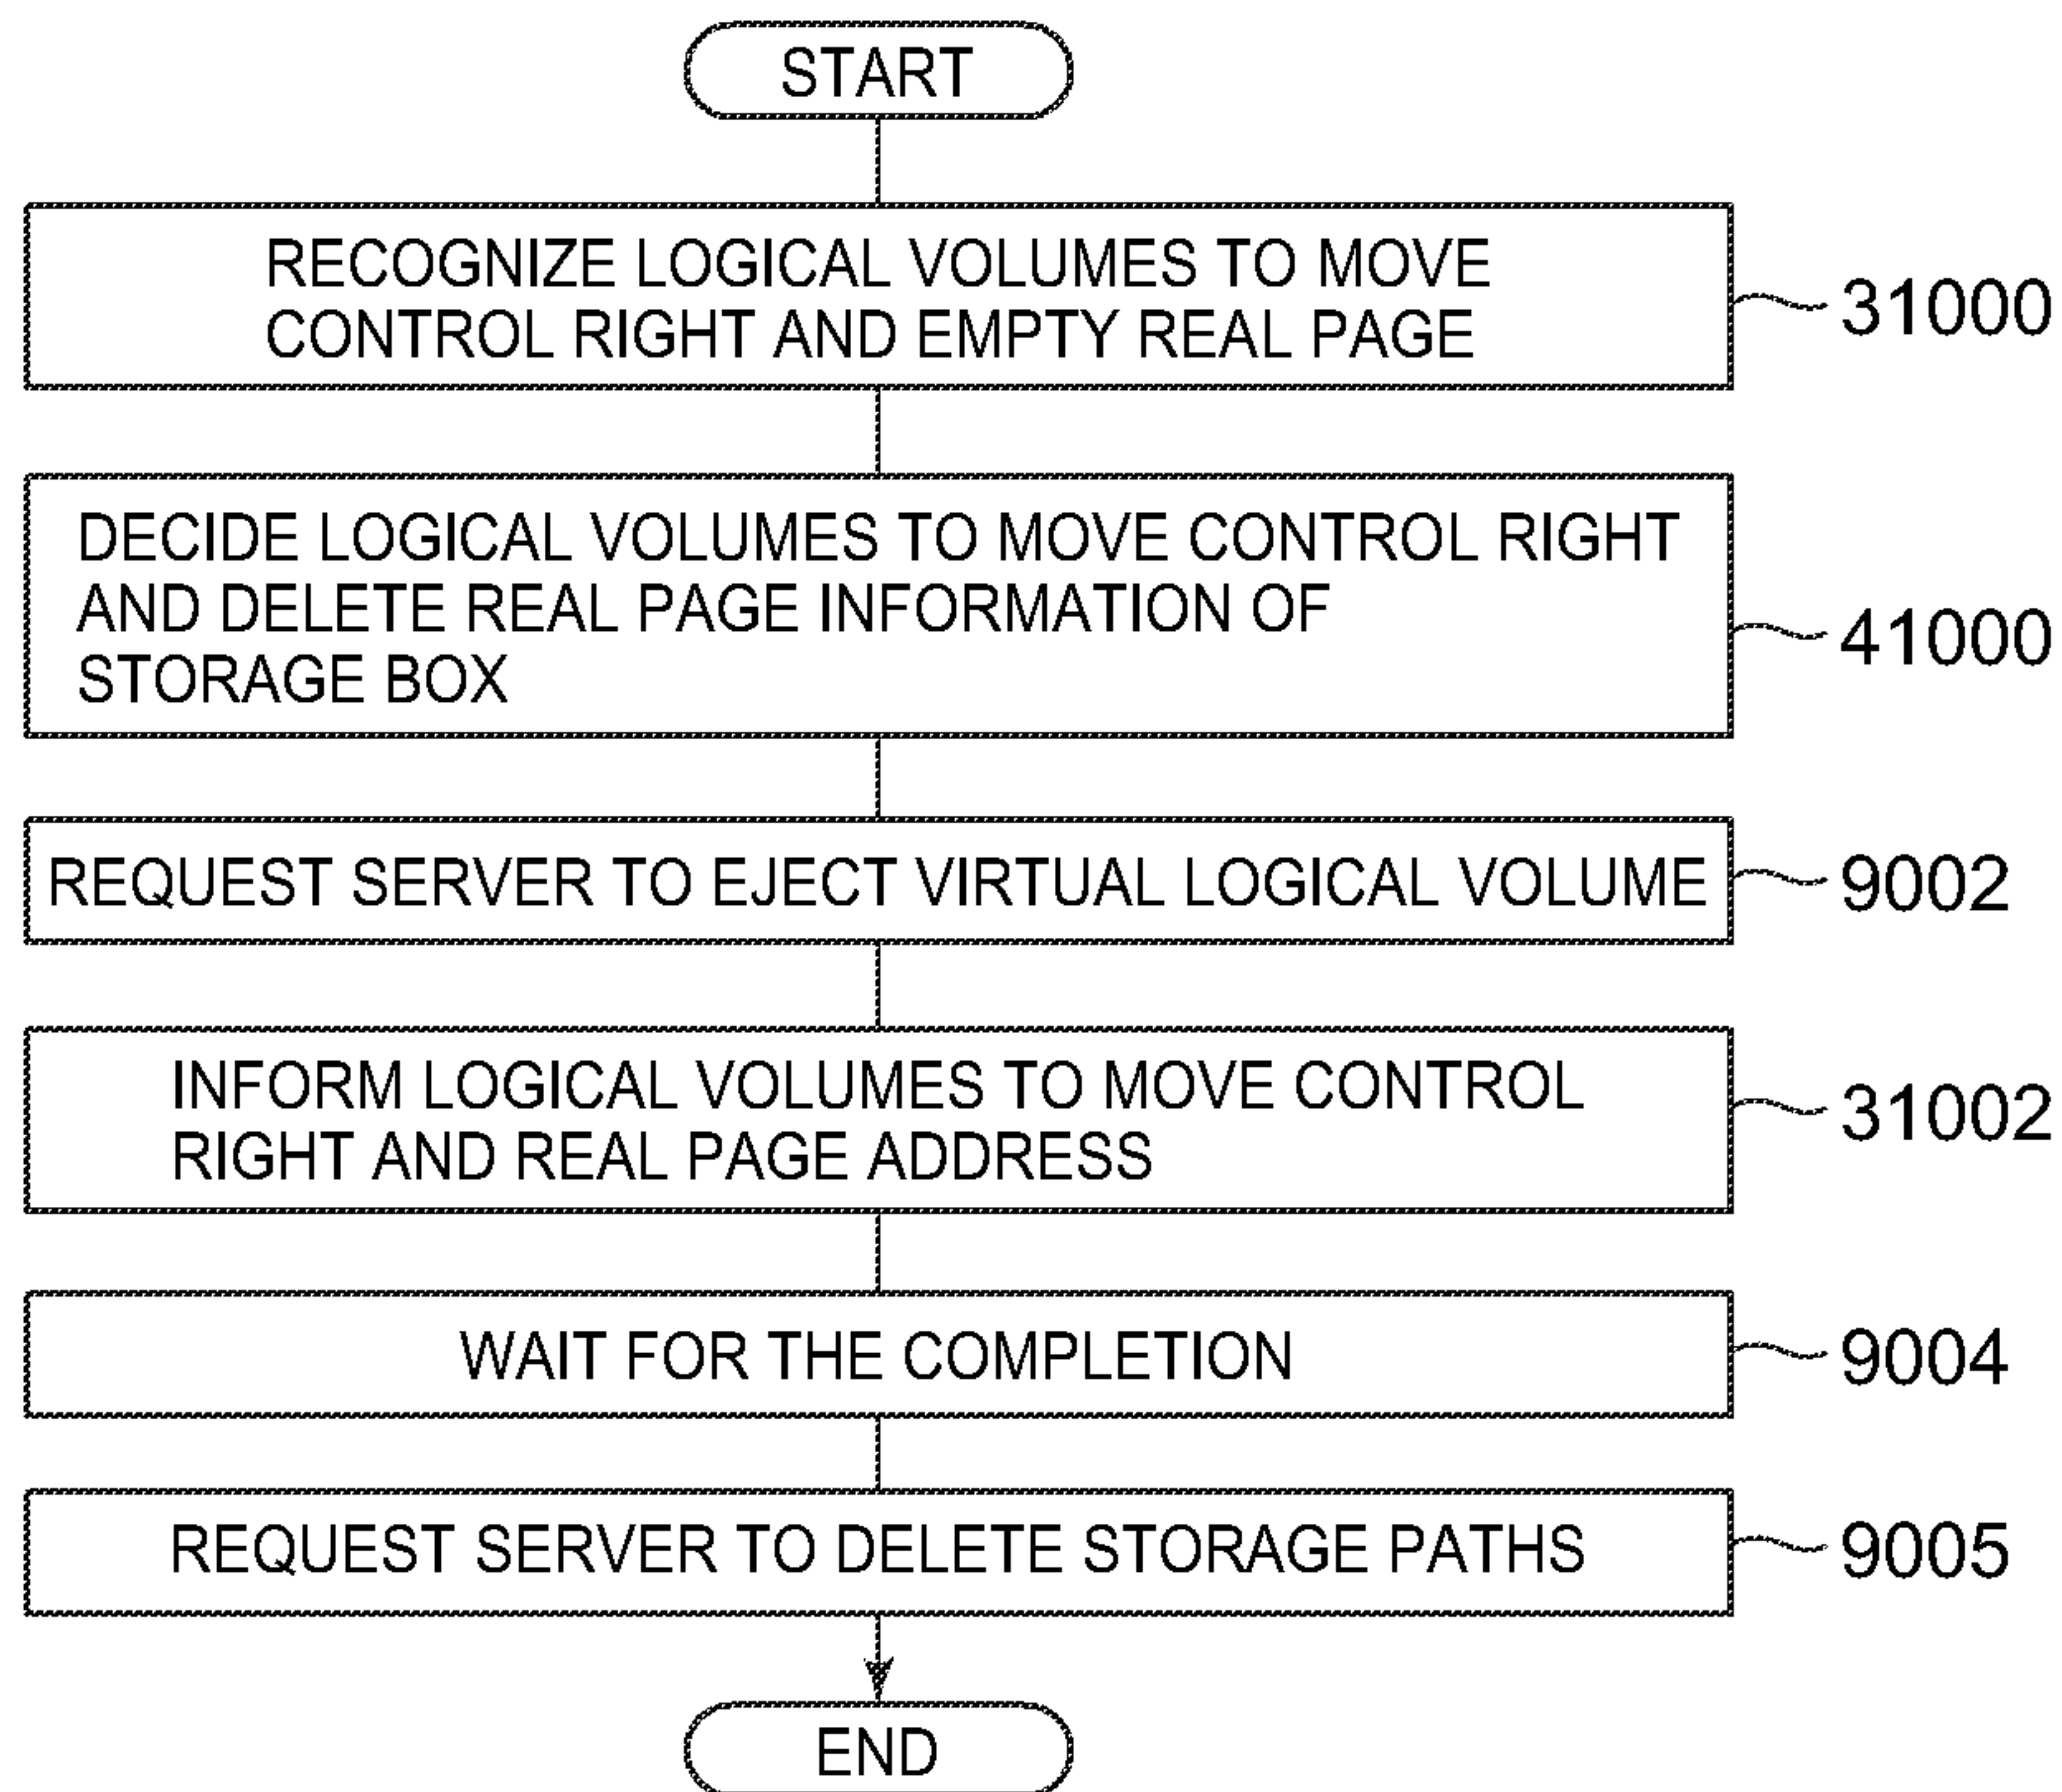 START
RECOGNIZE LOGICAL VOLUMES TO MOVE
CONTROL RIGHT AND EMPTY REAL PAGE
31000
DECIDE LOGICAL VOLUMES TO MOVE CONTROL RIGHT
AND DELETE REAL PAGE INFORMATION OF
STORAGE BOX
41000
REQUEST SERVER TO EJECT VIRTUAL LOGICAL VOLUME
9002
INFORM LOGICAL VOLUMES TO MOVE CONTROL
RIGHT AND REAL PAGE ADDRESS
31002
WAIT FOR THE COMPLETION
9004
REQUEST SERVER TO DELETE STORAGE PATHS
9005
END